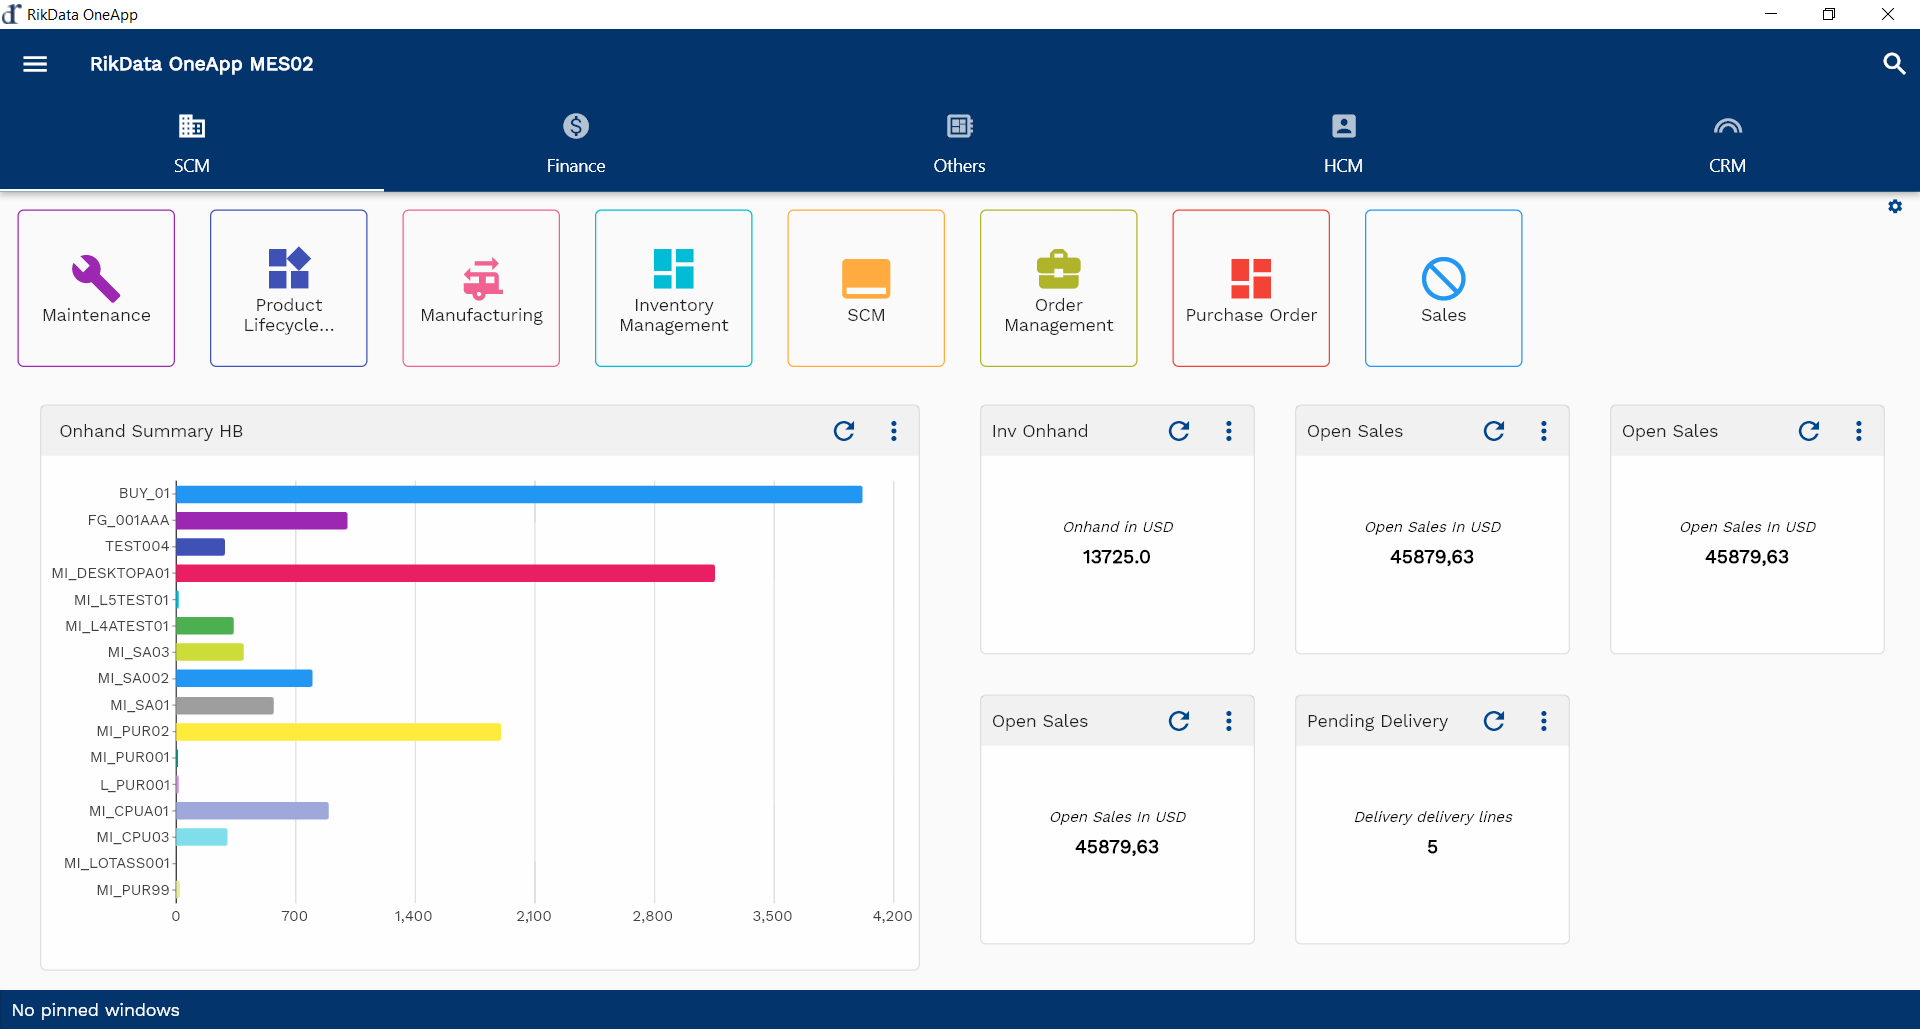 RikData OneApp
RikData OneApp MES02
SCM
Finance
Others
HCM
CRM
Maintenance
Product
Lifecycle...
Manufacturing
Inventory
Management
SCM
Order
Management
Purchase Order
Sales
Onhand Summary HB
BUY_01
FG_001AAA
TEST004
MI_DESKTOPA01
MI_L5TEST01
MI_L4ATEST01
MI_SA03
MI_SA002
MI_SA01
MI_PUR02
MI_PUR001
L_PUR001
MI_CPUA01
MI_CPU03
MI_LOTASS001
MI_PUR99
0 700 1,400 2,100 2,800 3,500 4,200
Inv Onhand
Onhand in USD
13725.0
Open Sales
Open Sales In USD
45879,63
Open Sales
Open Sales In USD
45879,63
Open Sales
Open Sales In USD
45879,63
Pending Delivery
Delivery delivery lines
5
No pinned windows